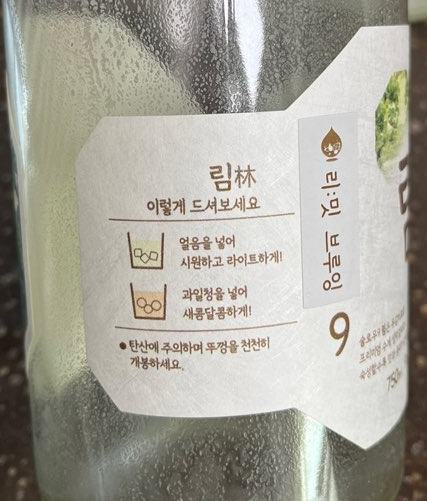 림林
이렇게 드셔보세요
얼음을 넣어
시원하고 라이트하게!
과일청을 넣어
새콤달콤하게!
● 탄산에 주의하며 뚜껑을 천천히
개봉하세요.
리:밋 브루잉
9
750